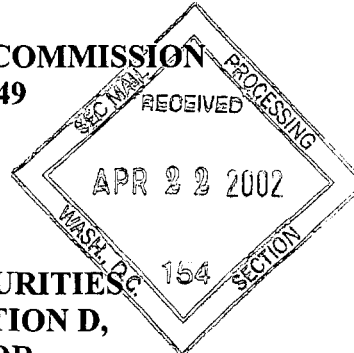 COMMISSION
49
SEC MAIL
PROCESSING
RECEIVED
APR 22 2002
WASH., D.C.
154
SECTION
URITIES
TION D,
OR